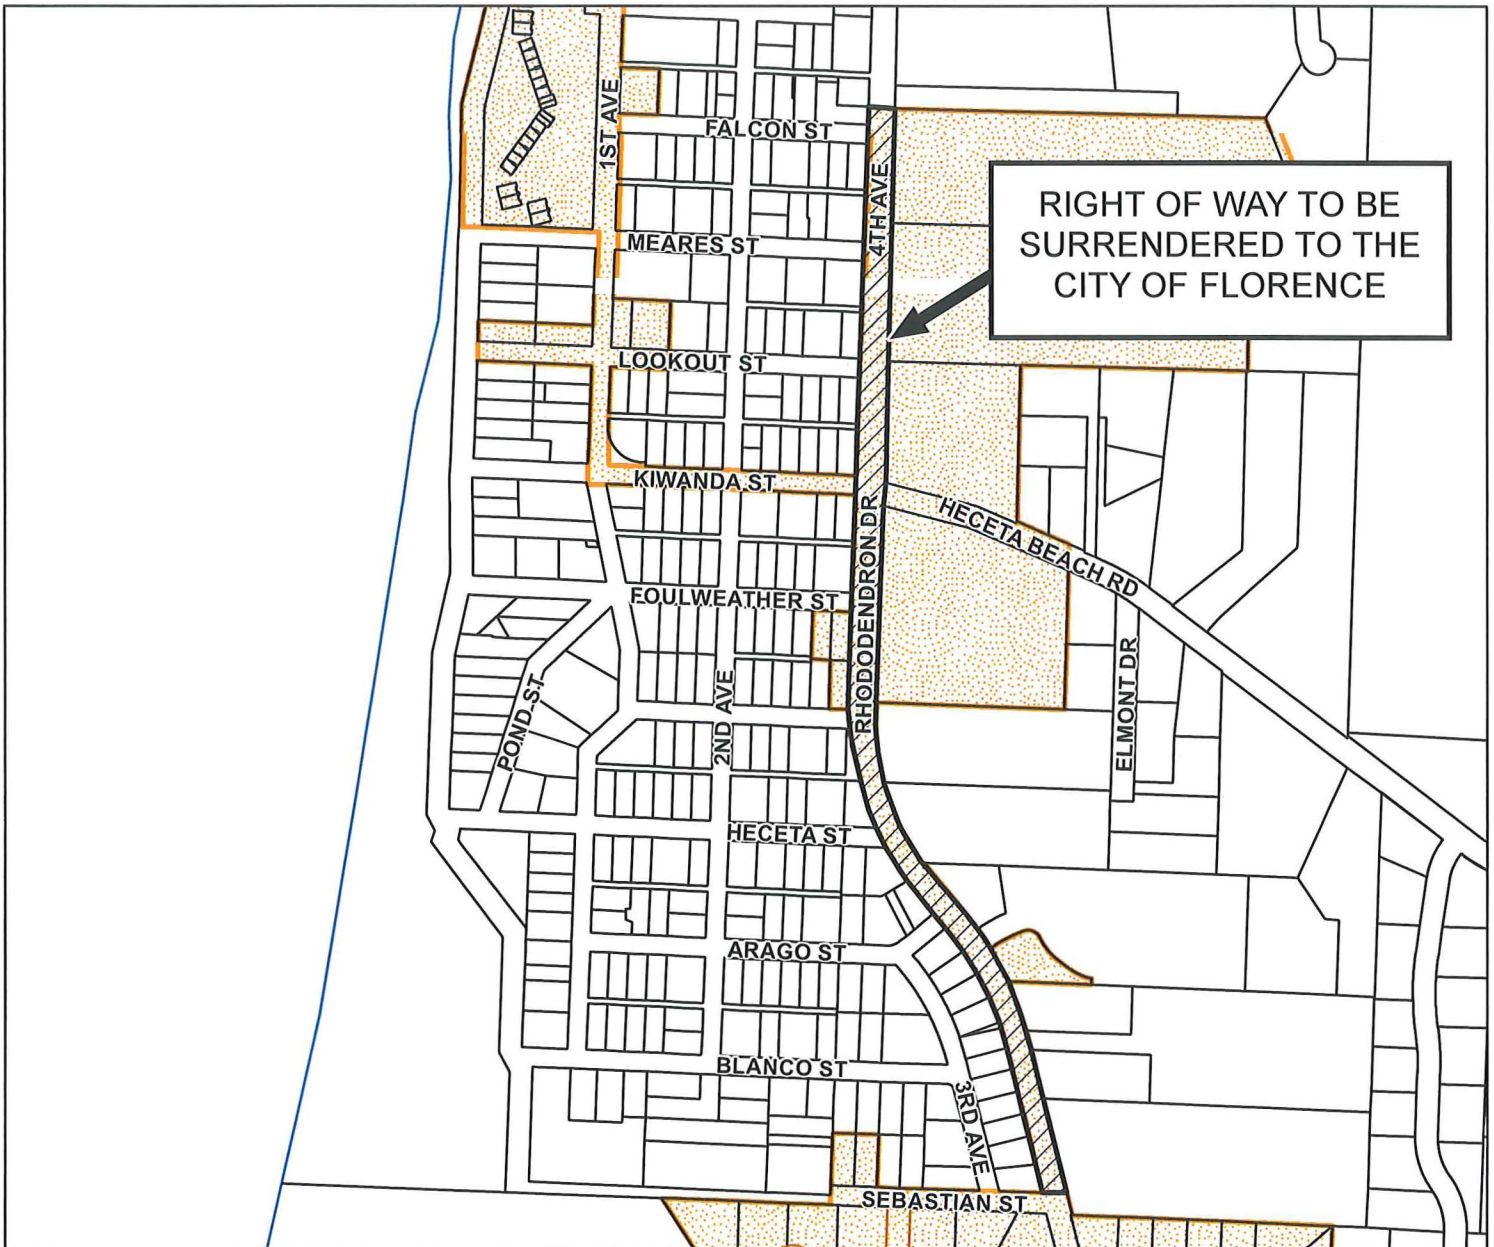 1ST AVE
FALCON ST
4TH AVE
RIGHT OF WAY TO BE
SURRENDERED TO THE
CITY OF FLORENCE
MEARES ST
LOOKOUT ST
KIWANDA ST
HECETA BEACH RD
RHODODENDRON DR
FOULWEATHER ST
POND ST
2ND AVE
ELMONT DR
HECETA ST
ARAGO ST
BLANCO ST
3RD AVE
SEBASTIAN ST